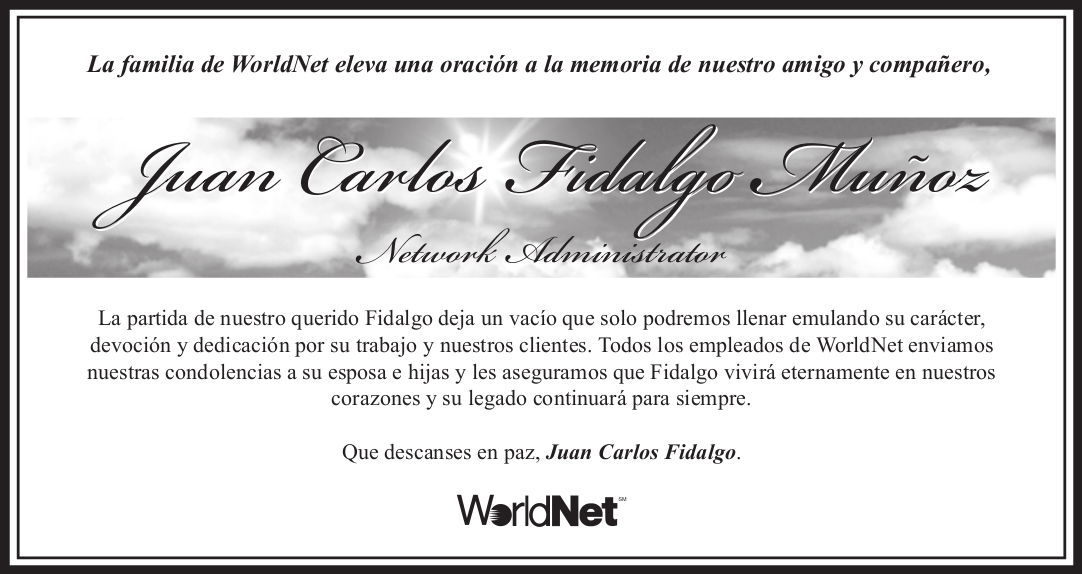 La familia de WorldNet eleva una oración a la memoria de nuestro amigo y compañero,
Juan Carlos Fidalgo Muñoz
Network Administrator
La partida de nuestro querido Fidalgo deja un vacío que solo podremos llenar emulando su carácter,
devoción y dedicación por su trabajo y nuestros clientes. Todos los empleados de WorldNet enviamos
nuestras condolencias a su esposa e hijas y les aseguramos que Fidalgo vivirá eternamente en nuestros
corazones y su legado continuará para siempre.
Que descanses en paz, Juan Carlos Fidalgo.
WorldNet SM